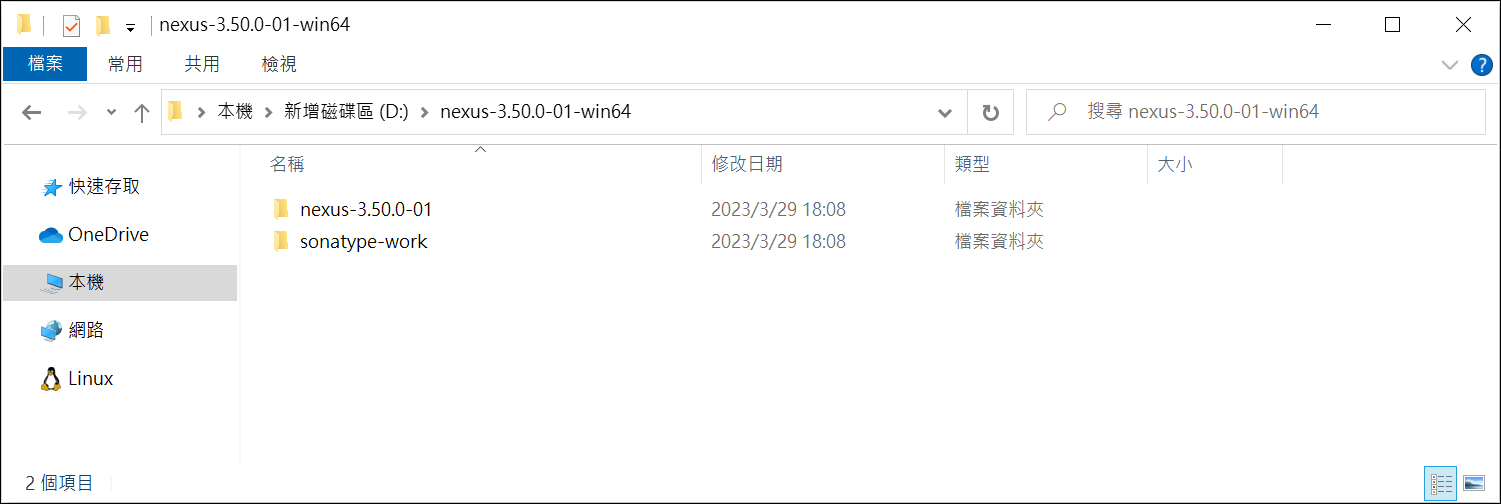 nexus-3.50.0-01-win64
檔案 常用 共用 檢視 ?
本機 新增磁碟區 (D:) nexus-3.50.0-01-win64 搜尋 nexus-3.50.0-01-win64
名稱 修改日期 類型 大小
快速存取
nexus-3.50.0-01 2023/3/29 18:08 檔案資料夾
OneDrive
sonatype-work 2023/3/29 18:08 檔案資料夾
本機
網路
Linux
2 個項目